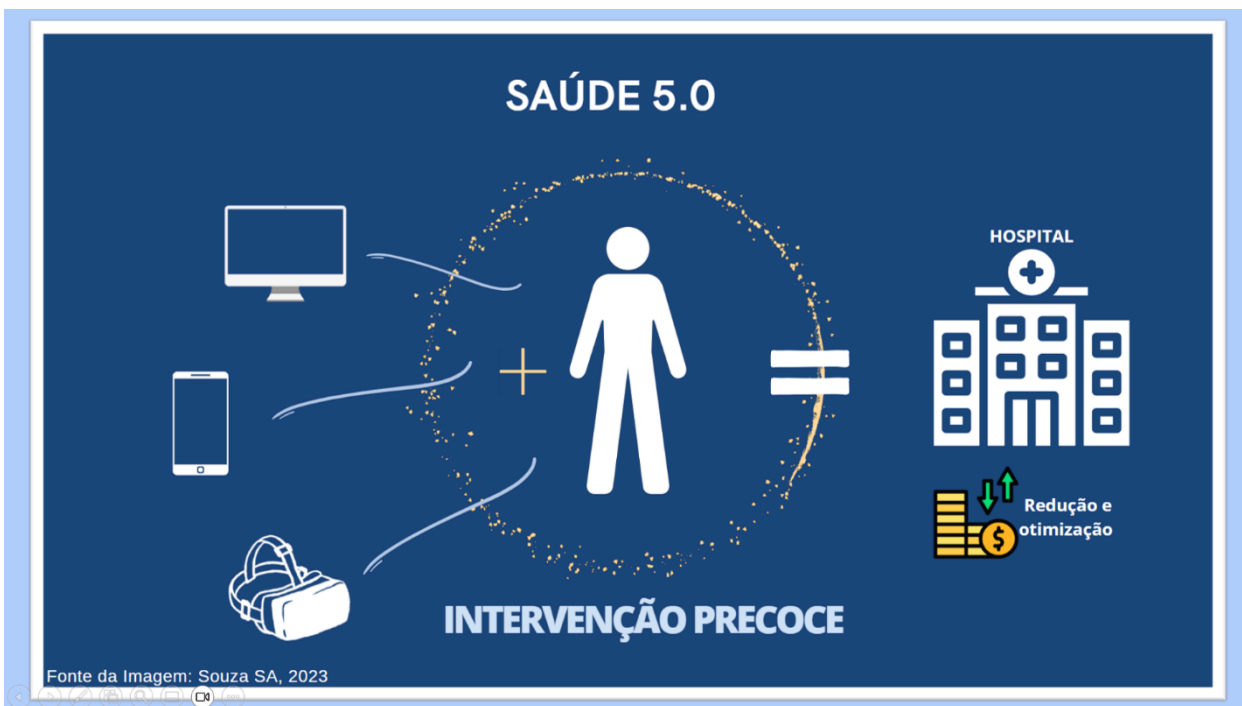 SAÚDE 5.0
HOSPITAL
$
Redução e
otimização
INTERVENÇÃO PRECOCE
Fonte da Imagem: Souza SA, 2023